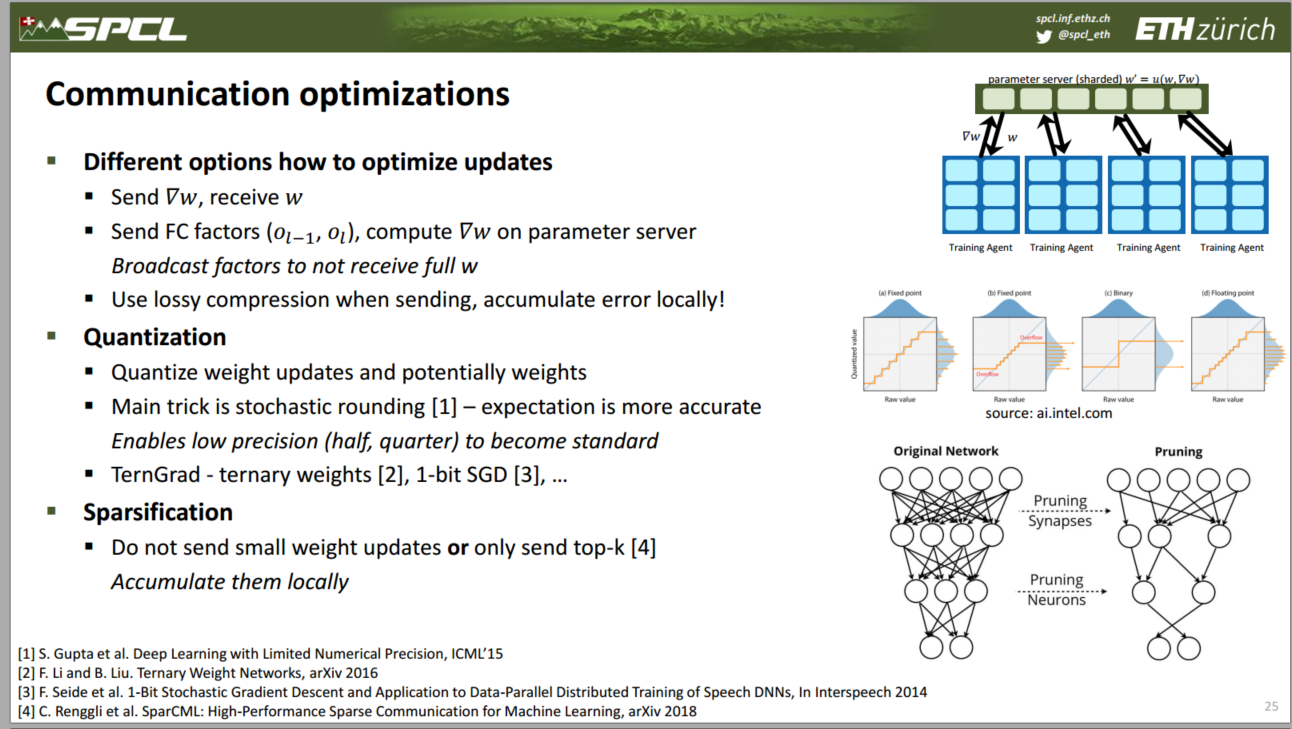 SPCL
spcl.inf.ethz.ch
@spcl_eth
ETH zürich
Communication optimizations
▪ Different options how to optimize updates
▪ Send ∇w, receive w
▪ Send FC factors (o_{l−1}, o_l), compute ∇w on parameter server
Broadcast factors to not receive full w
▪ Use lossy compression when sending, accumulate error locally!
▪ Quantization
▪ Quantize weight updates and potentially weights
▪ Main trick is stochastic rounding [1] – expectation is more accurate
Enables low precision (half, quarter) to become standard
▪ TernGrad - ternary weights [2], 1-bit SGD [3], …
▪ Sparsification
▪ Do not send small weight updates or only send top-k [4]
Accumulate them locally
parameter server (sharded) w' = u(w, ∇w)
∇w w
Training Agent Training Agent Training Agent Training Agent
(a) Fixed point (b) Fixed point (c) Binary (d) Floating point
Quantized value
Overflow
Overflow
Raw value Raw value Raw value Raw value
source: ai.intel.com
Original Network Pruning
Pruning
Synapses
Pruning
Neurons
[1] S. Gupta et al. Deep Learning with Limited Numerical Precision, ICML'15
[2] F. Li and B. Liu. Ternary Weight Networks, arXiv 2016
[3] F. Seide et al. 1-Bit Stochastic Gradient Descent and Application to Data-Parallel Distributed Training of Speech DNNs, In Interspeech 2014
[4] C. Renggli et al. SparCML: High-Performance Sparse Communication for Machine Learning, arXiv 2018
25